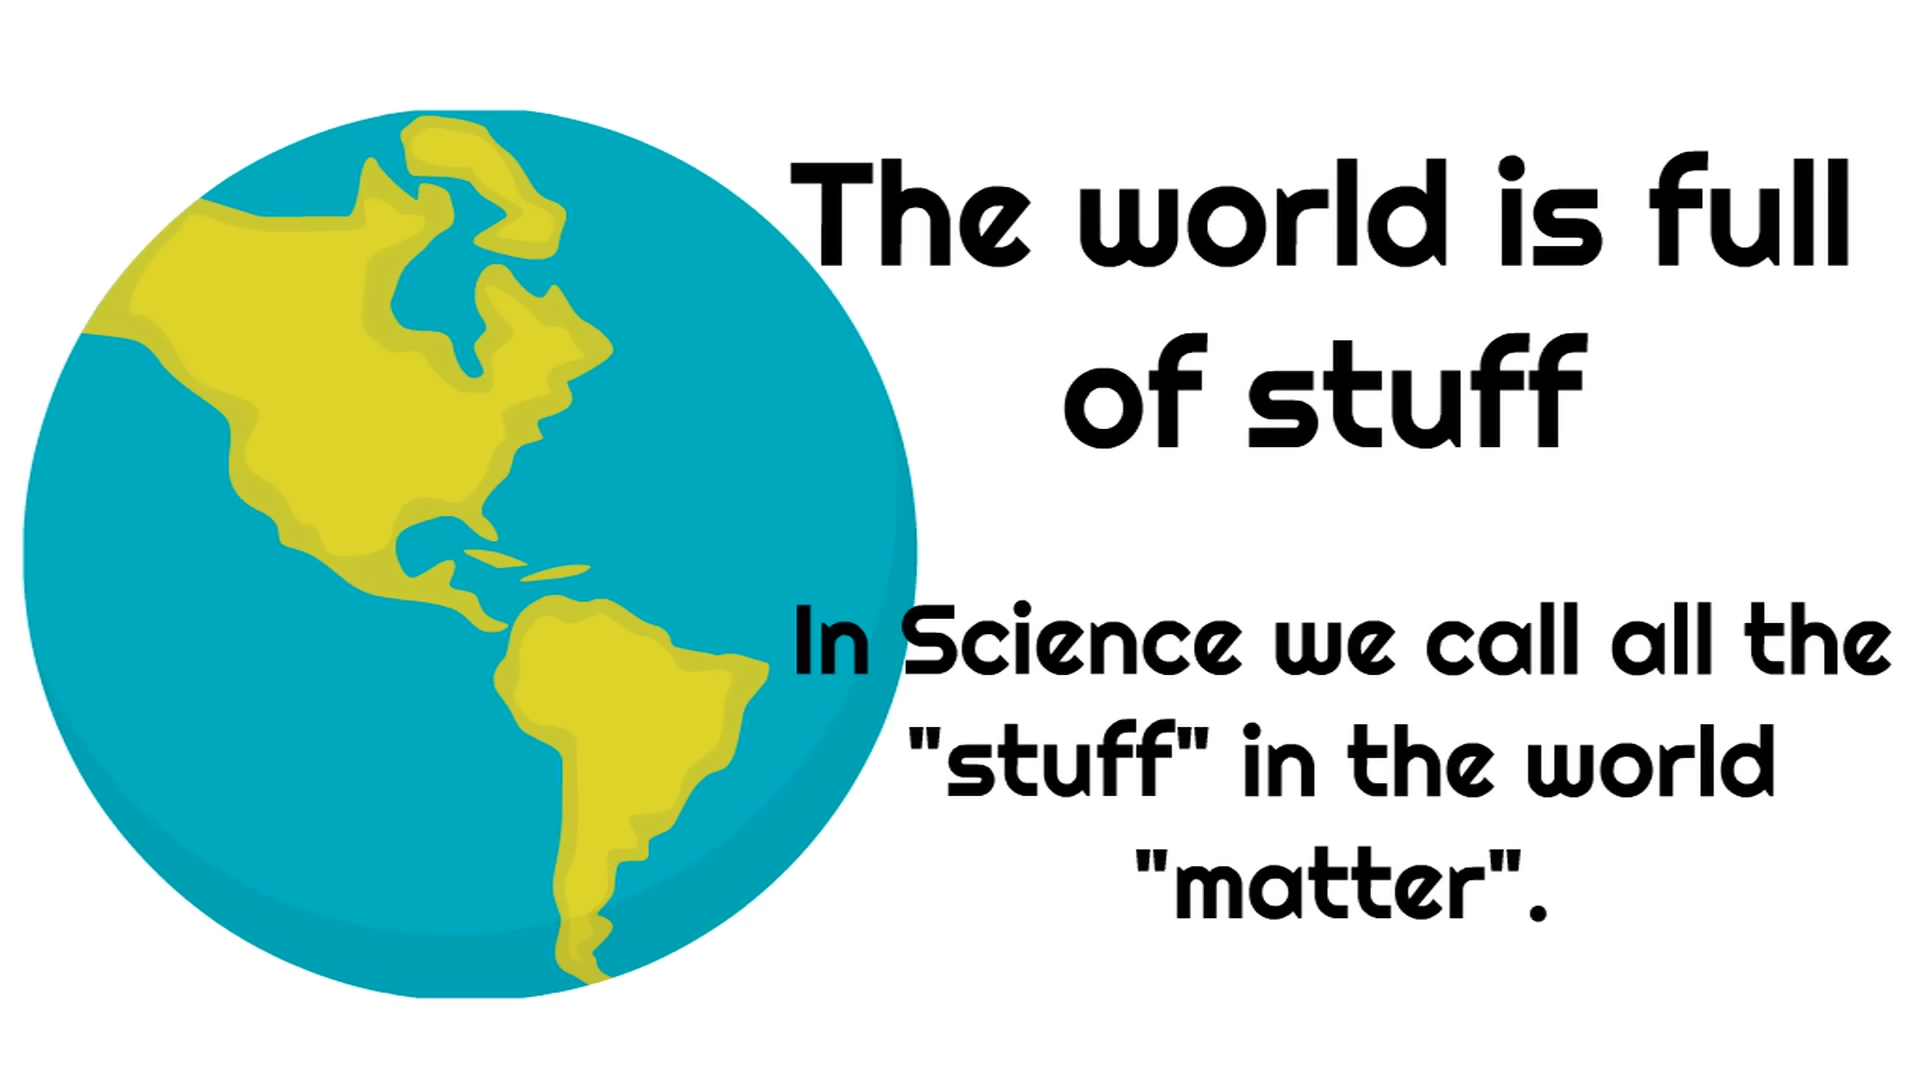 The world is full
of stuff
In Science we call all the
"stuff" in the world
"matter".